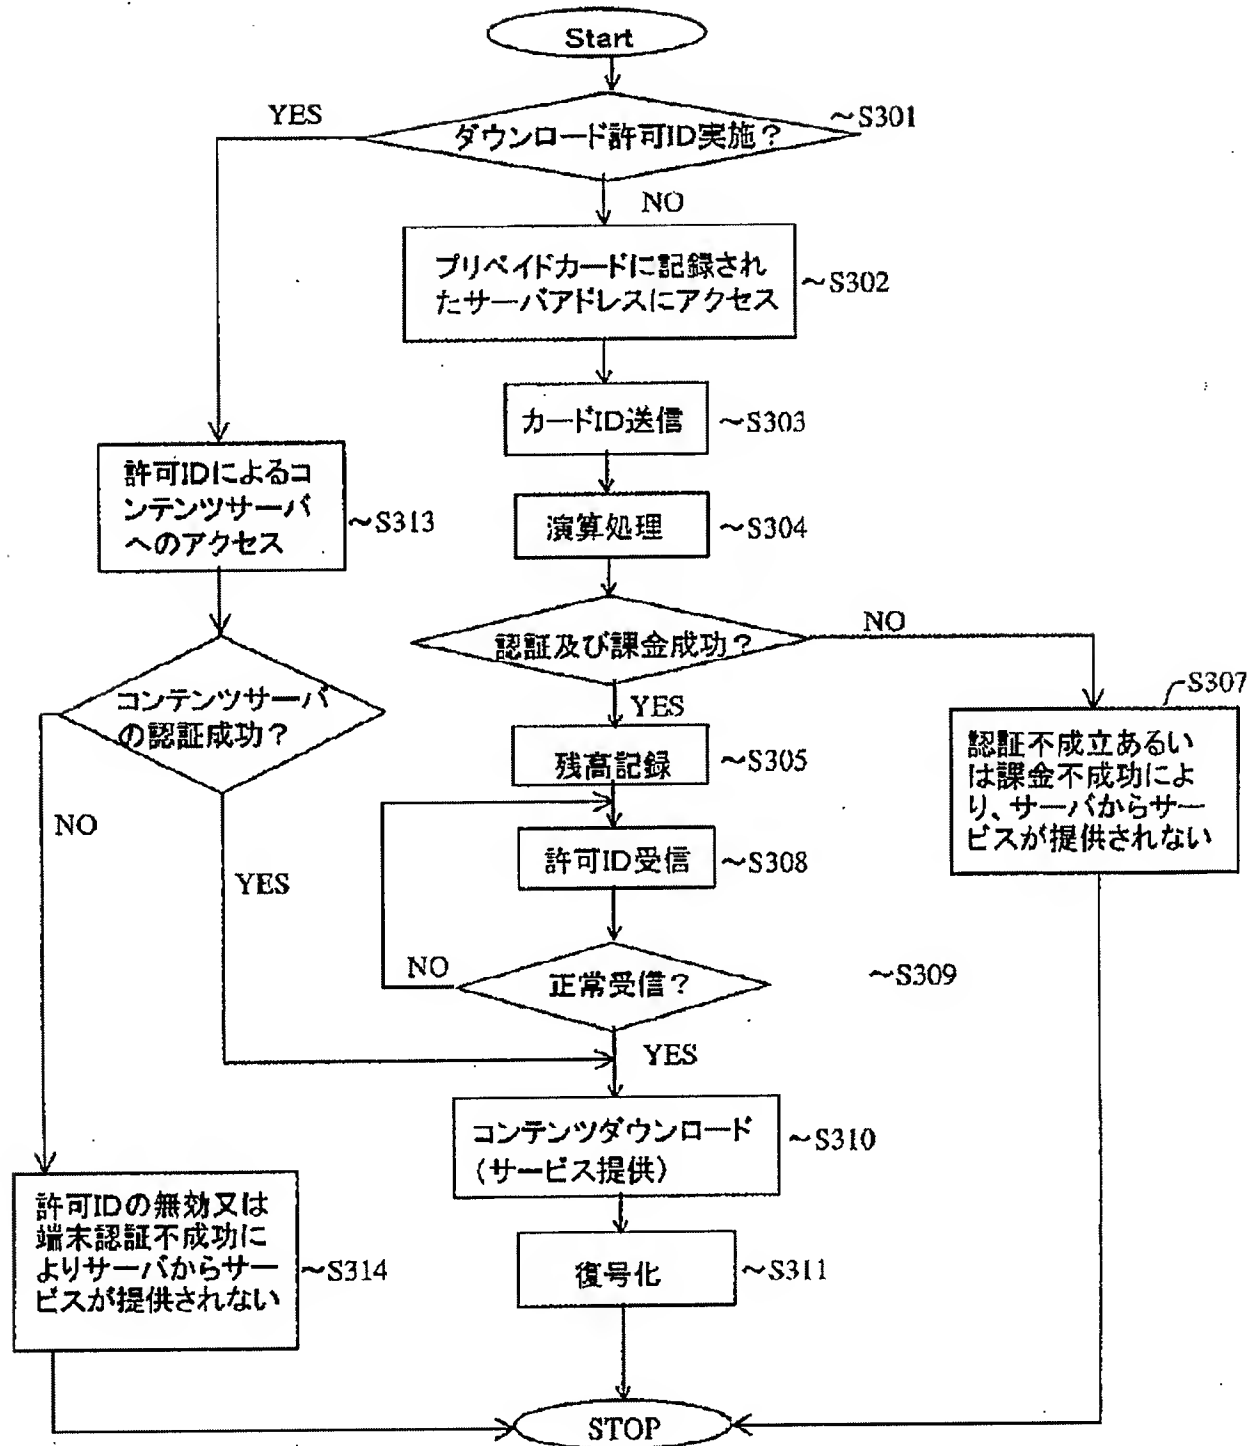 Start
YES
ダウンロード許可ID実施？
～S301
NO
プリペイドカードに記録され
たサーバアドレスにアクセス
～S302
カードID送信
～S303
許可IDによるコ
ンテンツサーバ
へのアクセス
～S313
演算処理
～S304
認証及び課金成功？
NO
YES
S307
認証不成立あるい
は課金不成功によ
り、サーバからサー
ビスが提供されない
コンテンツサーバ
の認証成功？
NO
YES
残高記録
～S305
許可ID受信
～S308
正常受信？
～S309
NO
YES
コンテンツダウンロード
（サービス提供）
～S310
許可IDの無効又は
端末認証不成功に
よりサーバからサー
ビスが提供されない
～S314
復号化
～S311
STOP